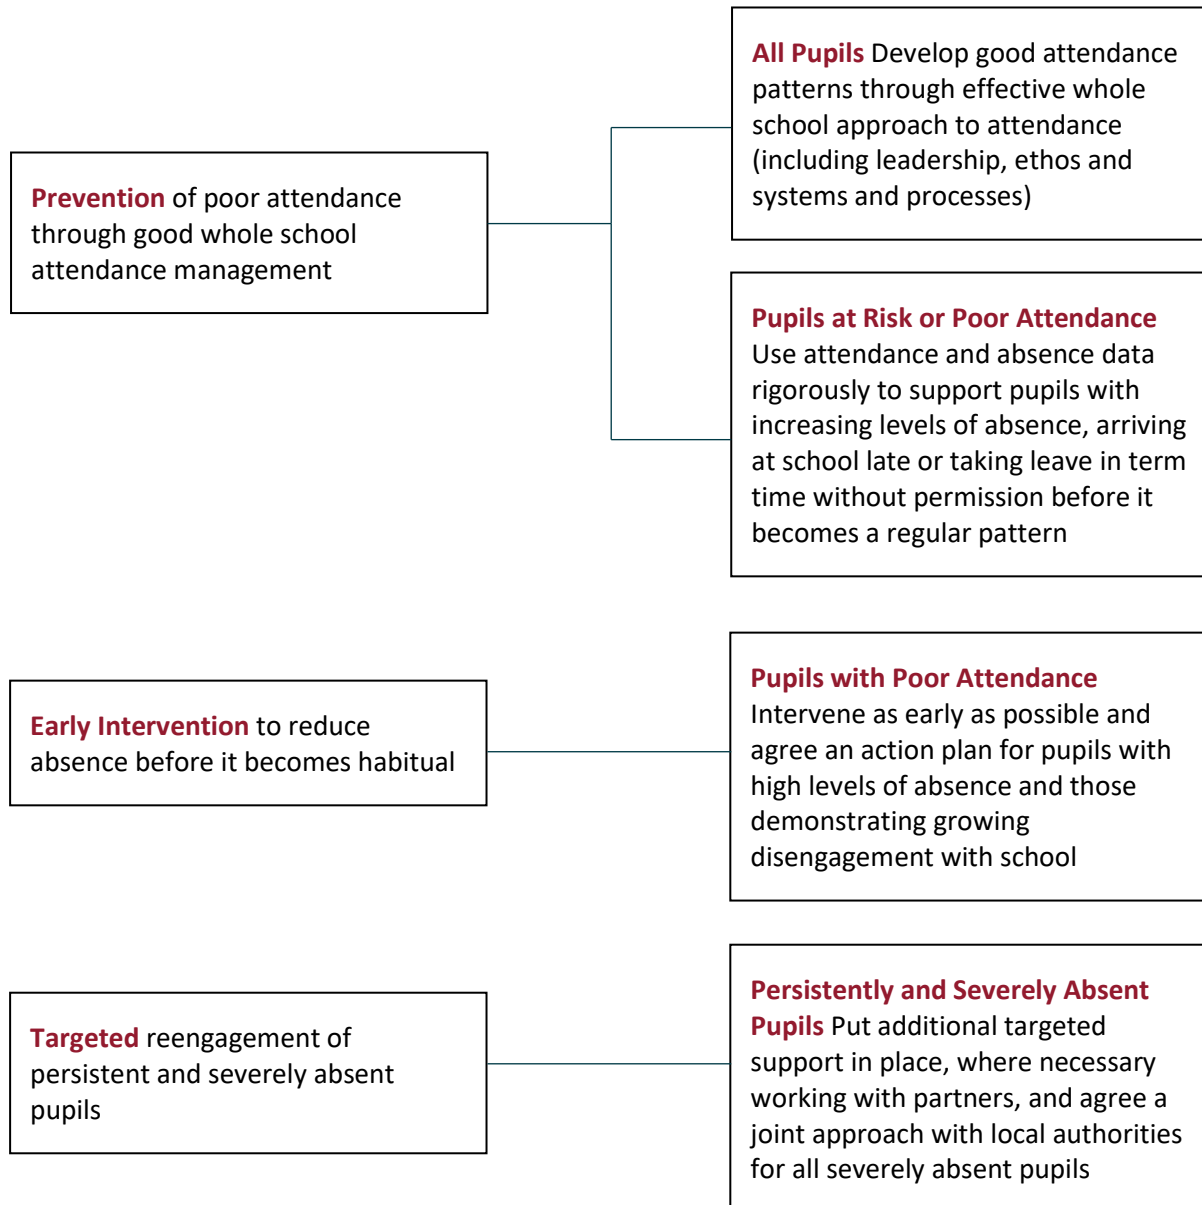 Prevention of poor attendance
through good whole school
attendance management
All Pupils Develop good attendance
patterns through effective whole
school approach to attendance
(including leadership, ethos and
systems and processes)
Pupils at Risk or Poor Attendance
Use attendance and absence data
rigorously to support pupils with
increasing levels of absence, arriving
at school late or taking leave in term
time without permission before it
becomes a regular pattern
Early Intervention to reduce
absence before it becomes habitual
Pupils with Poor Attendance
Intervene as early as possible and
agree an action plan for pupils with
high levels of absence and those
demonstrating growing
disengagement with school
Targeted reengagement of
persistent and severely absent
pupils
Persistently and Severely Absent
Pupils Put additional targeted
support in place, where necessary
working with partners, and agree a
joint approach with local authorities
for all severely absent pupils